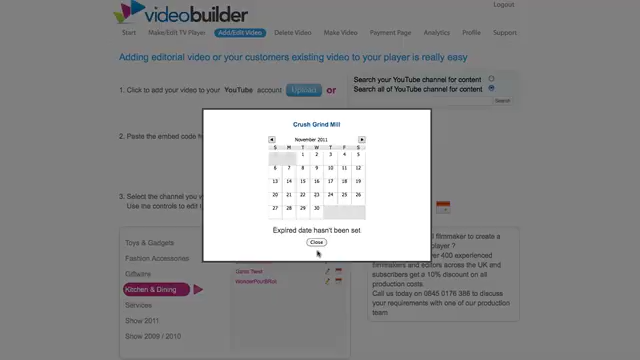 videobuilder
Logout
Start Make/Edit TV Player Add/Edit Video Delete Video Make Video Payment Page Analytics Profile Support
Adding editorial video or your customers existing video to your player is really easy
1. Click to add your video to your YouTube account Upload or
Search your YouTube channel for content
Search all of YouTube channel for content
Search
2. Paste the embed code h
3. Select the channel you w
Use the controls to edit
Crush Grind Mill
November 2011
S M T W T F S
1 2 3 4 5
6 7 8 9 10 11 12
13 14 15 16 17 18 19
20 21 22 23 24 25 26
27 28 29 30
Expired date hasn't been set
Close
Toys & Gadgets
Fashion Accessories
Giftware
Kitchen & Dining
Services
Show 2011
Show 2009 / 2010
WonderPourBRoll
l filmmaker to create a
player ?
ver 400 experienced
filmmakers and editors across the UK and
subscribers get a 10% discount on all
production costs.
Call us today on 0845 0176 386 to discuss
your requirements with one of our production
team